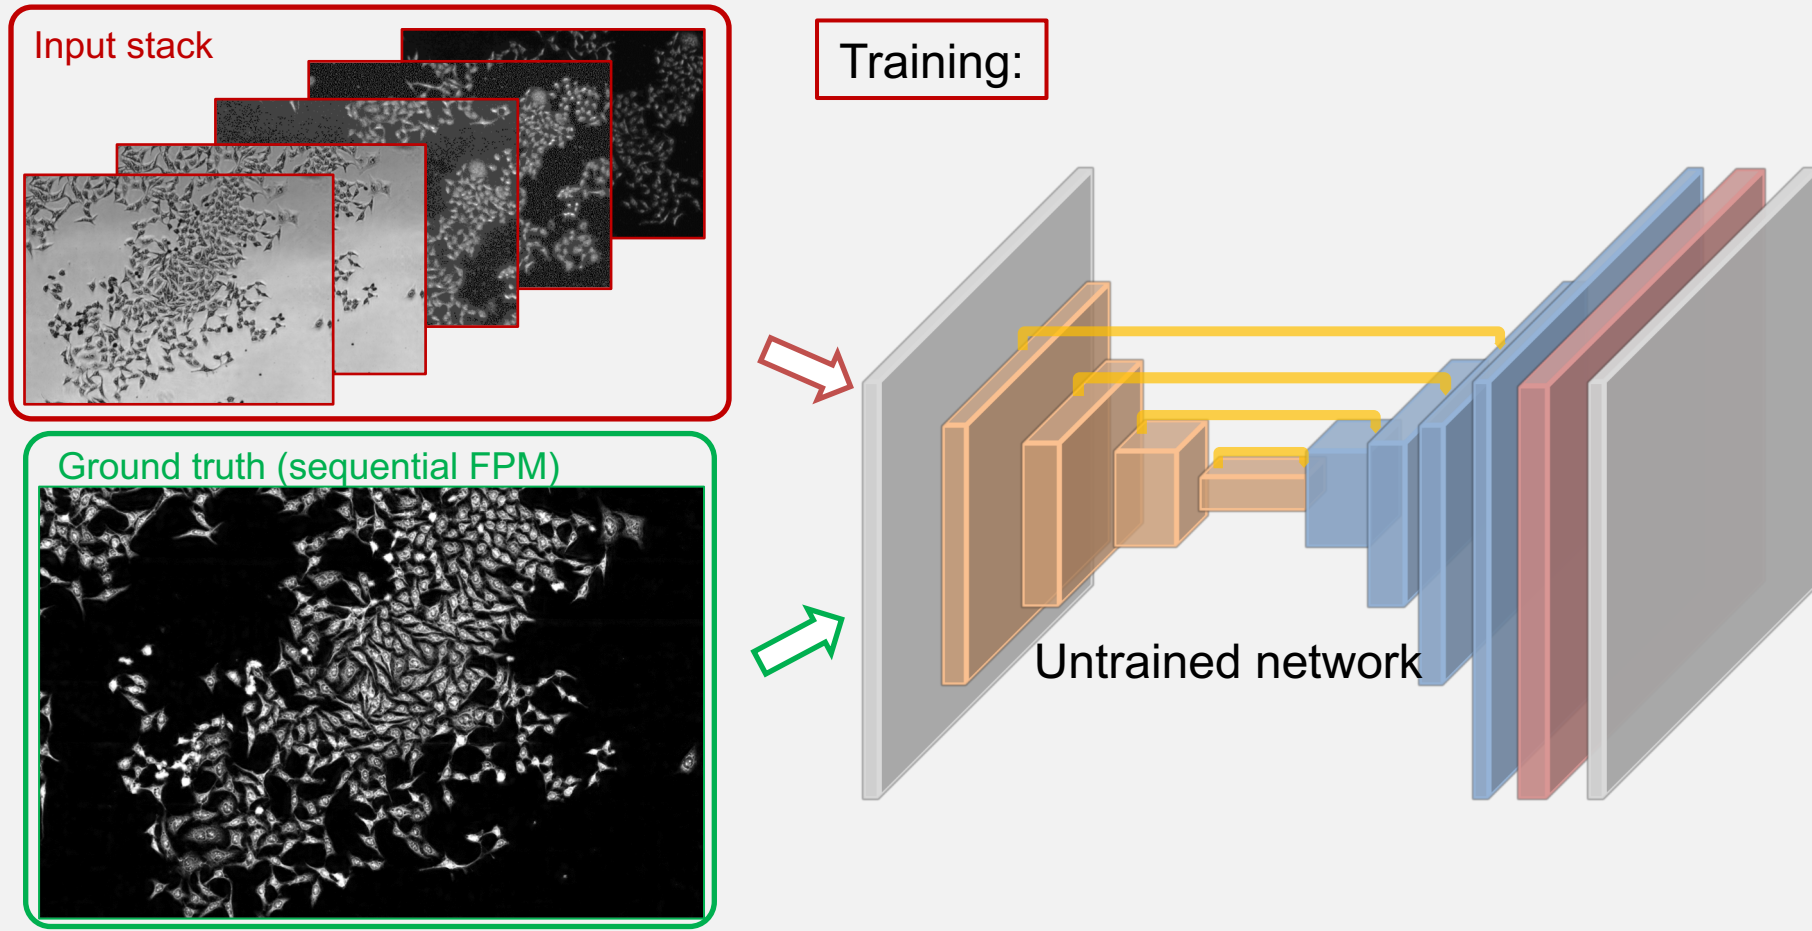 Input stack
Training:
Ground truth (sequential FPM)
Untrained network